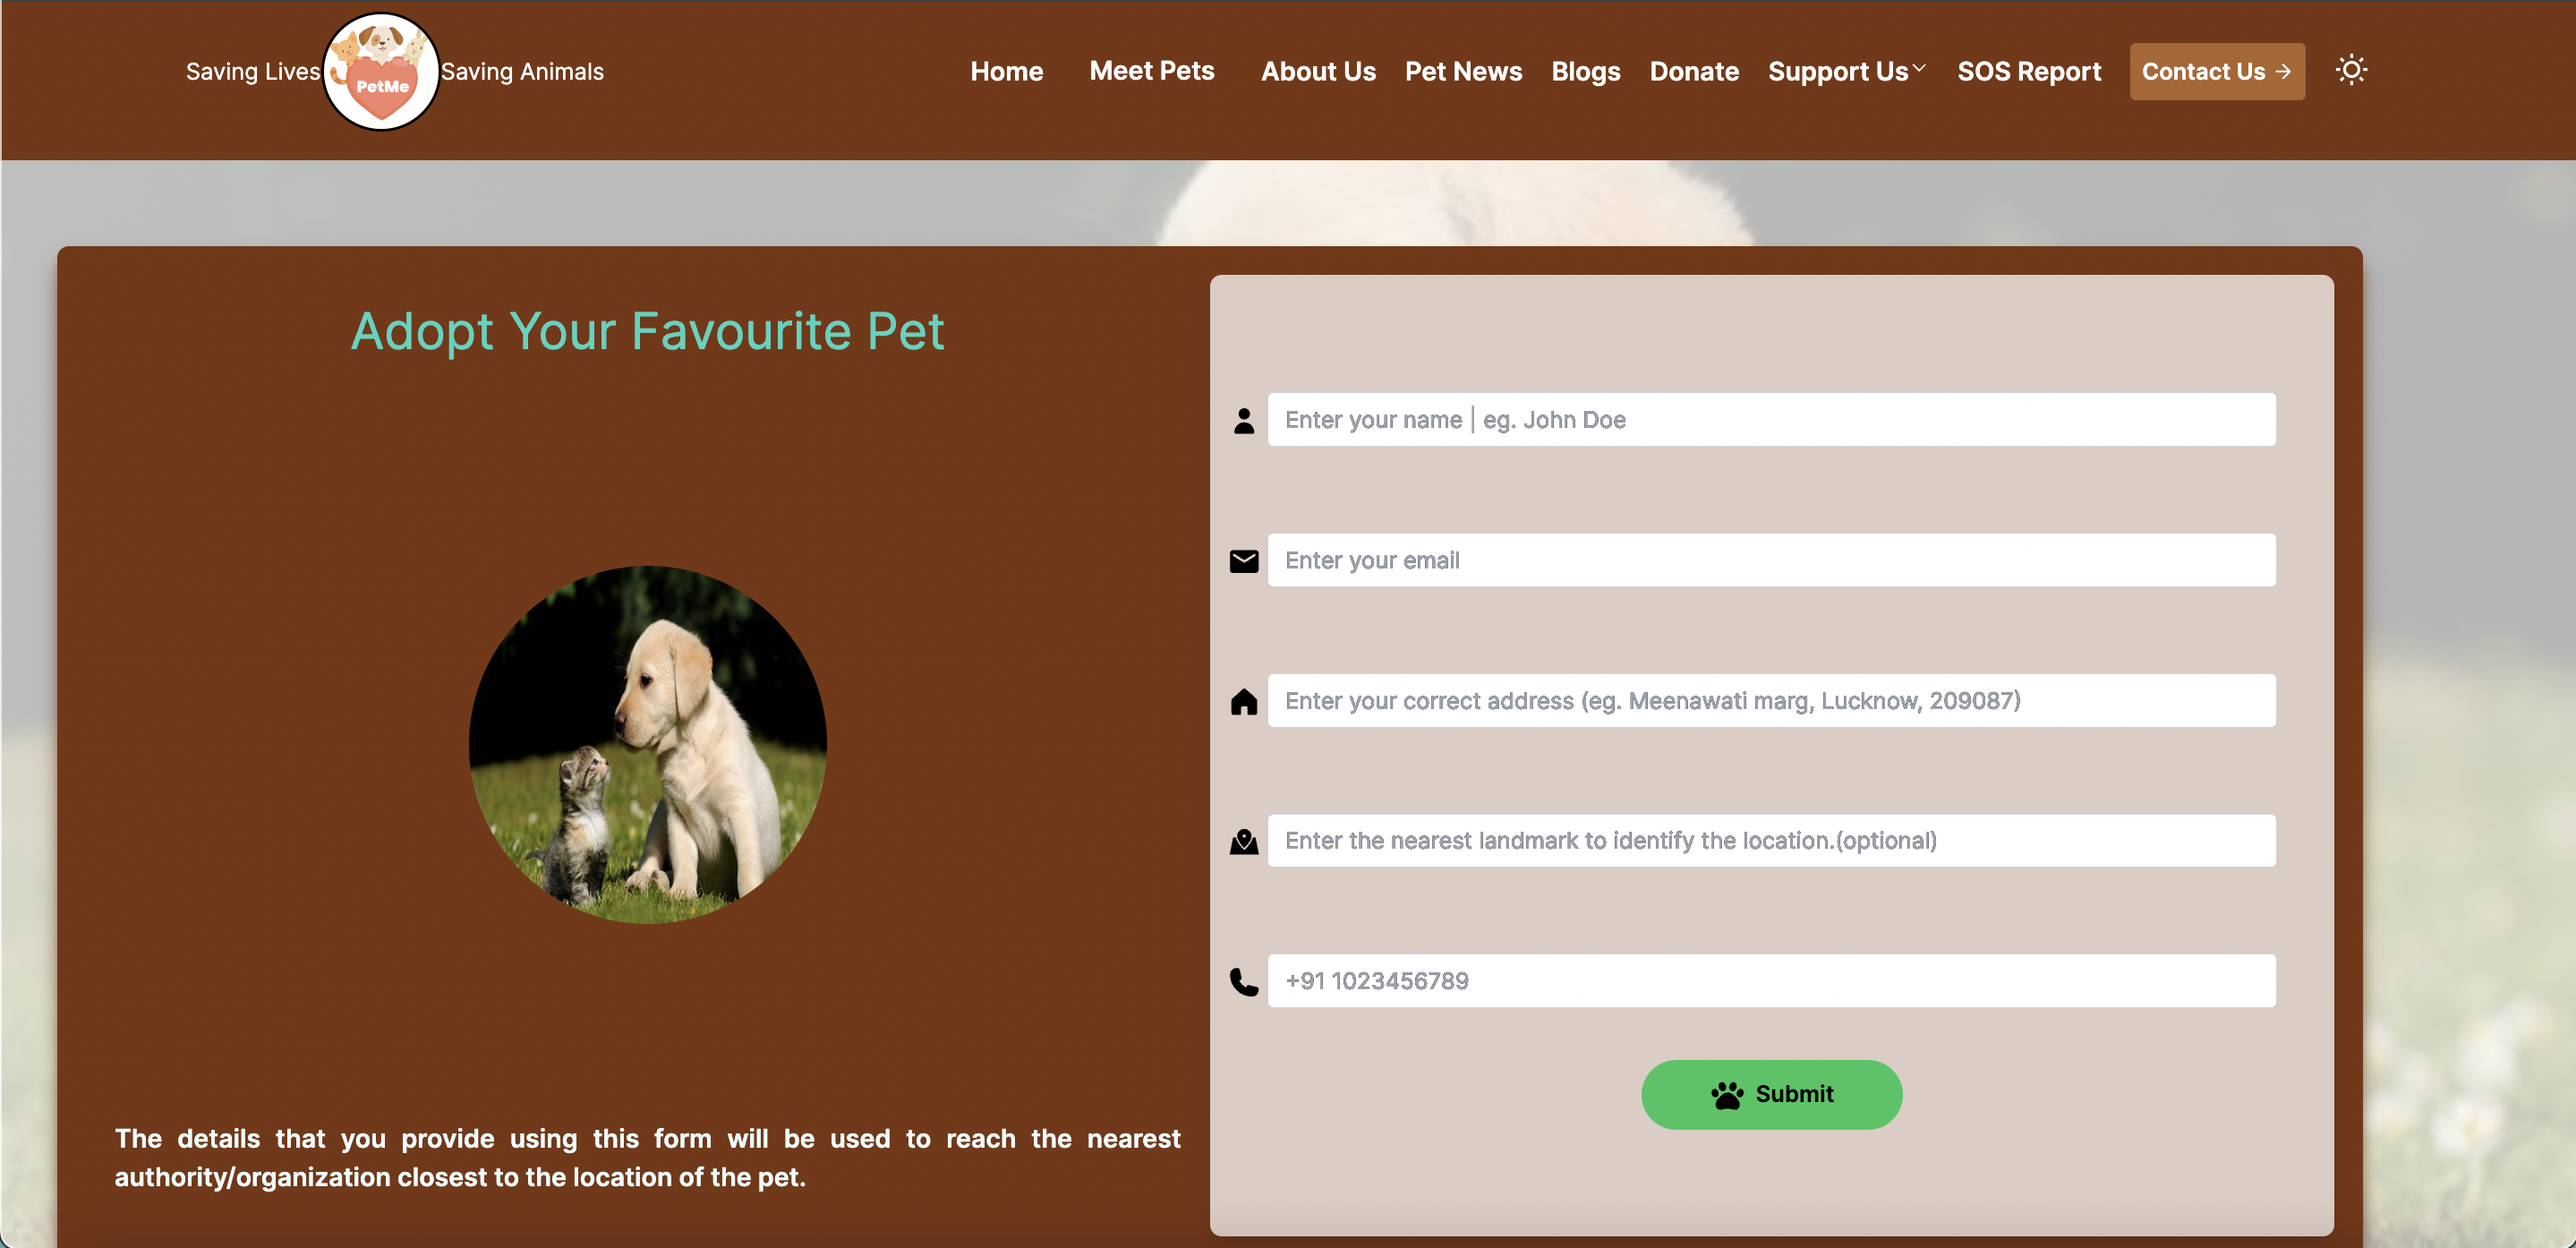 Saving Lives
PetMe
Saving Animals
Home
Meet Pets
About Us
Pet News
Blogs
Donate
Support Us
SOS Report
Contact Us →
Adopt Your Favourite Pet
The details that you provide using this form will be used to reach the nearest
authority/organization closest to the location of the pet.
Enter your name | eg. John Doe
Enter your email
Enter your correct address (eg. Meenawati marg, Lucknow, 209087)
Enter the nearest landmark to identify the location.(optional)
+91 1023456789
Submit